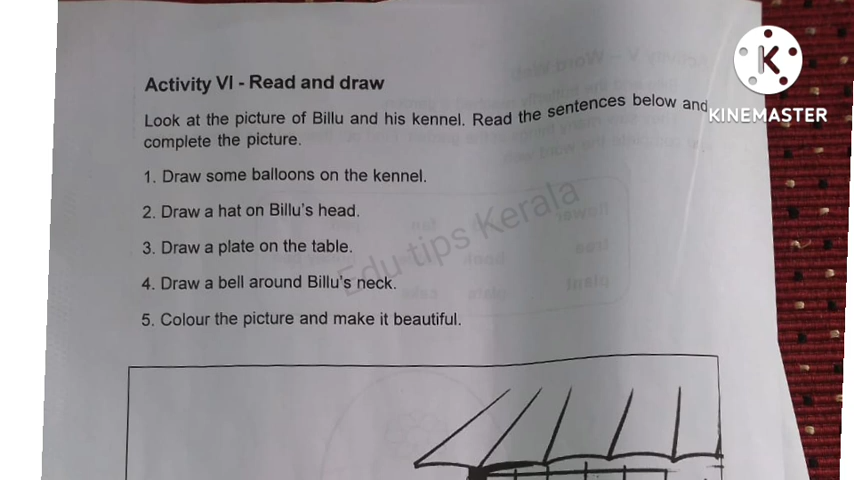 KINEMASTER
Activity VI - Read and draw
Look at the picture of Billu and his kennel. Read the sentences below and
complete the picture.
1. Draw some balloons on the kennel.
2. Draw a hat on Billu's head.
3. Draw a plate on the table.
4. Draw a bell around Billu's neck.
5. Colour the picture and make it beautiful.
Edu tips Kerala